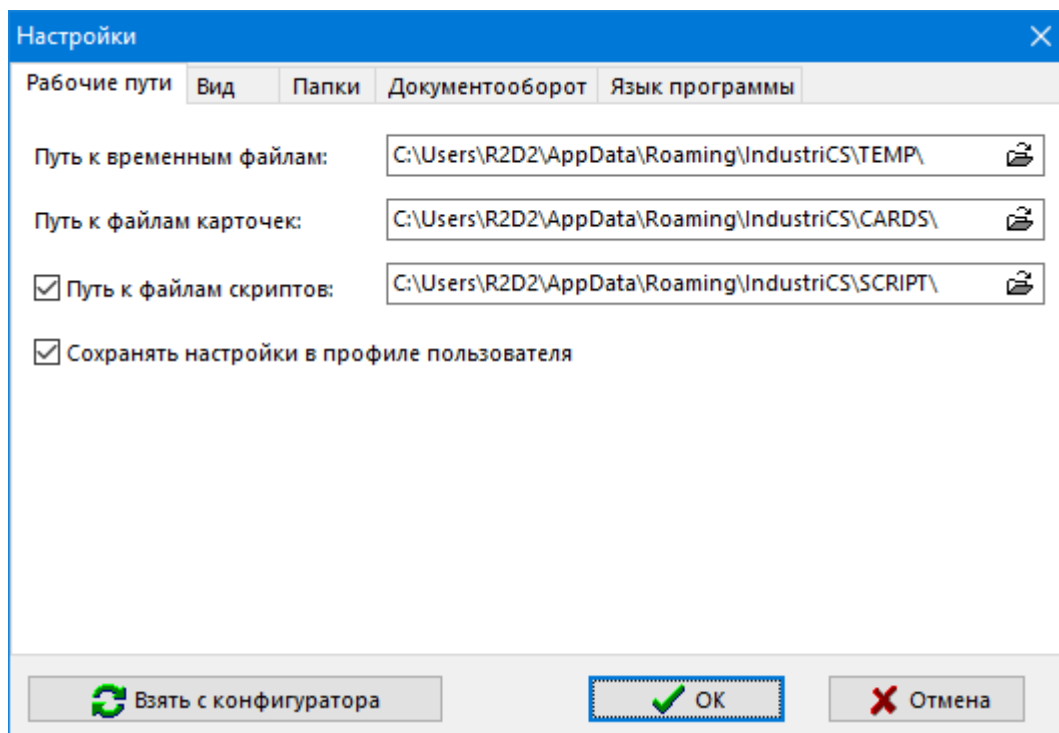 Настройки
Рабочие пути Вид Папки Документооборот Язык программы
Путь к временным файлам: C:\Users\R2D2\AppData\Roaming\IndustriCS\TEMP\
Путь к файлам карточек: C:\Users\R2D2\AppData\Roaming\IndustriCS\CARDS\
Путь к файлам скриптов: C:\Users\R2D2\AppData\Roaming\IndustriCS\SCRIPT\
Сохранять настройки в профиле пользователя
Взять с конфигуратора OK Отмена